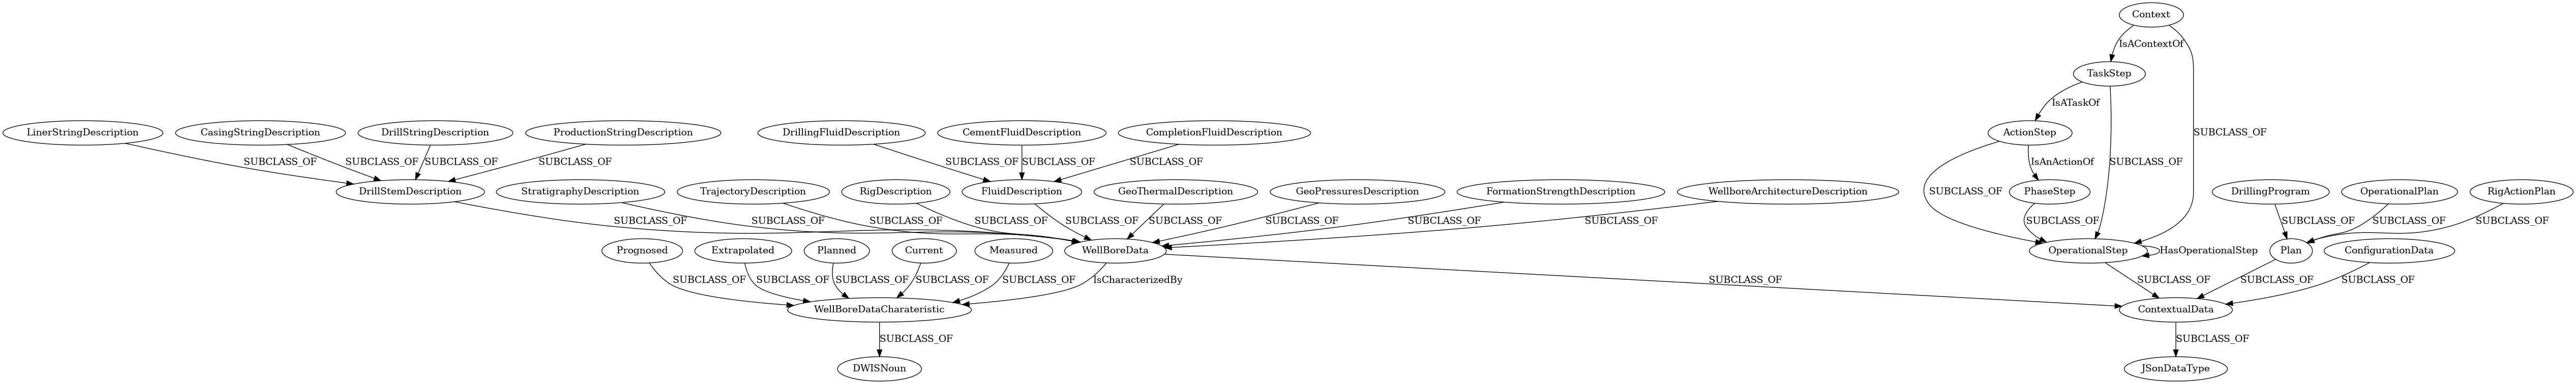 Context
IsAContextOf
TaskStep
IsATaskOf
LinerStringDescription
CasingStringDescription
DrillStringDescription
ProductionStringDescription
DrillingFluidDescription
CementFluidDescription
CompletionFluidDescription
ActionStep
SUBCLASS_OF
SUBCLASS_OF
SUBCLASS_OF
SUBCLASS_OF
SUBCLASS_OF
SUBCLASS_OF
SUBCLASS_OF
SUBCLASS_OF
IsAnActionOf
SUBCLASS_OF
SUBCLASS_OF
DrillStemDescription
StratigraphyDescription
TrajectoryDescription
RigDescription
FluidDescription
GeoThermalDescription
GeoPressuresDescription
FormationStrengthDescription
WellboreArchitectureDescription
PhaseStep
DrillingProgram
OperationalPlan
RigActionPlan
SUBCLASS_OF
SUBCLASS_OF
SUBCLASS_OF
SUBCLASS_OF
SUBCLASS_OF
SUBCLASS_OF
SUBCLASS_OF
SUBCLASS_OF
SUBCLASS_OF
SUBCLASS_OF
SUBCLASS_OF
SUBCLASS_OF
SUBCLASS_OF
SUBCLASS_OF
Prognosed
Extrapolated
Planned
Current
Measured
WellBoreData
OperationalStep
HasOperationalStep
Plan
ConfigurationData
SUBCLASS_OF
SUBCLASS_OF
SUBCLASS_OF
SUBCLASS_OF
SUBCLASS_OF
IsCharacterizedBy
SUBCLASS_OF
SUBCLASS_OF
SUBCLASS_OF
SUBCLASS_OF
WellBoreDataCharateristic
ContextualData
SUBCLASS_OF
SUBCLASS_OF
DWISNoun
JSonDataType